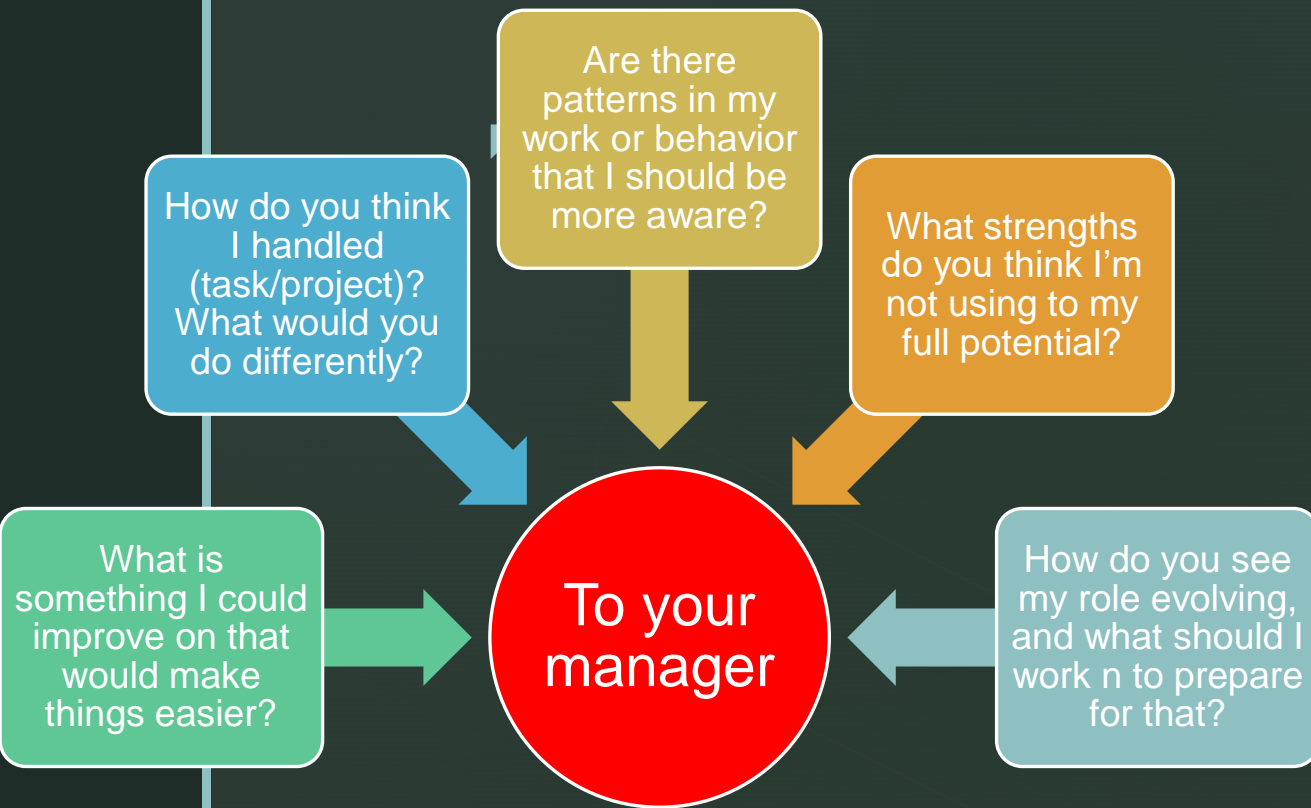 Are there
patterns in my
work or behavior
that I should be
more aware?
How do you think
I handled
(task/project)?
What would you
do differently?
What strengths
do you think I’m
not using to my
full potential?
What is
something I could
improve on that
would make
things easier?
To your
manager
How do you see
my role evolving,
and what should I
work n to prepare
for that?